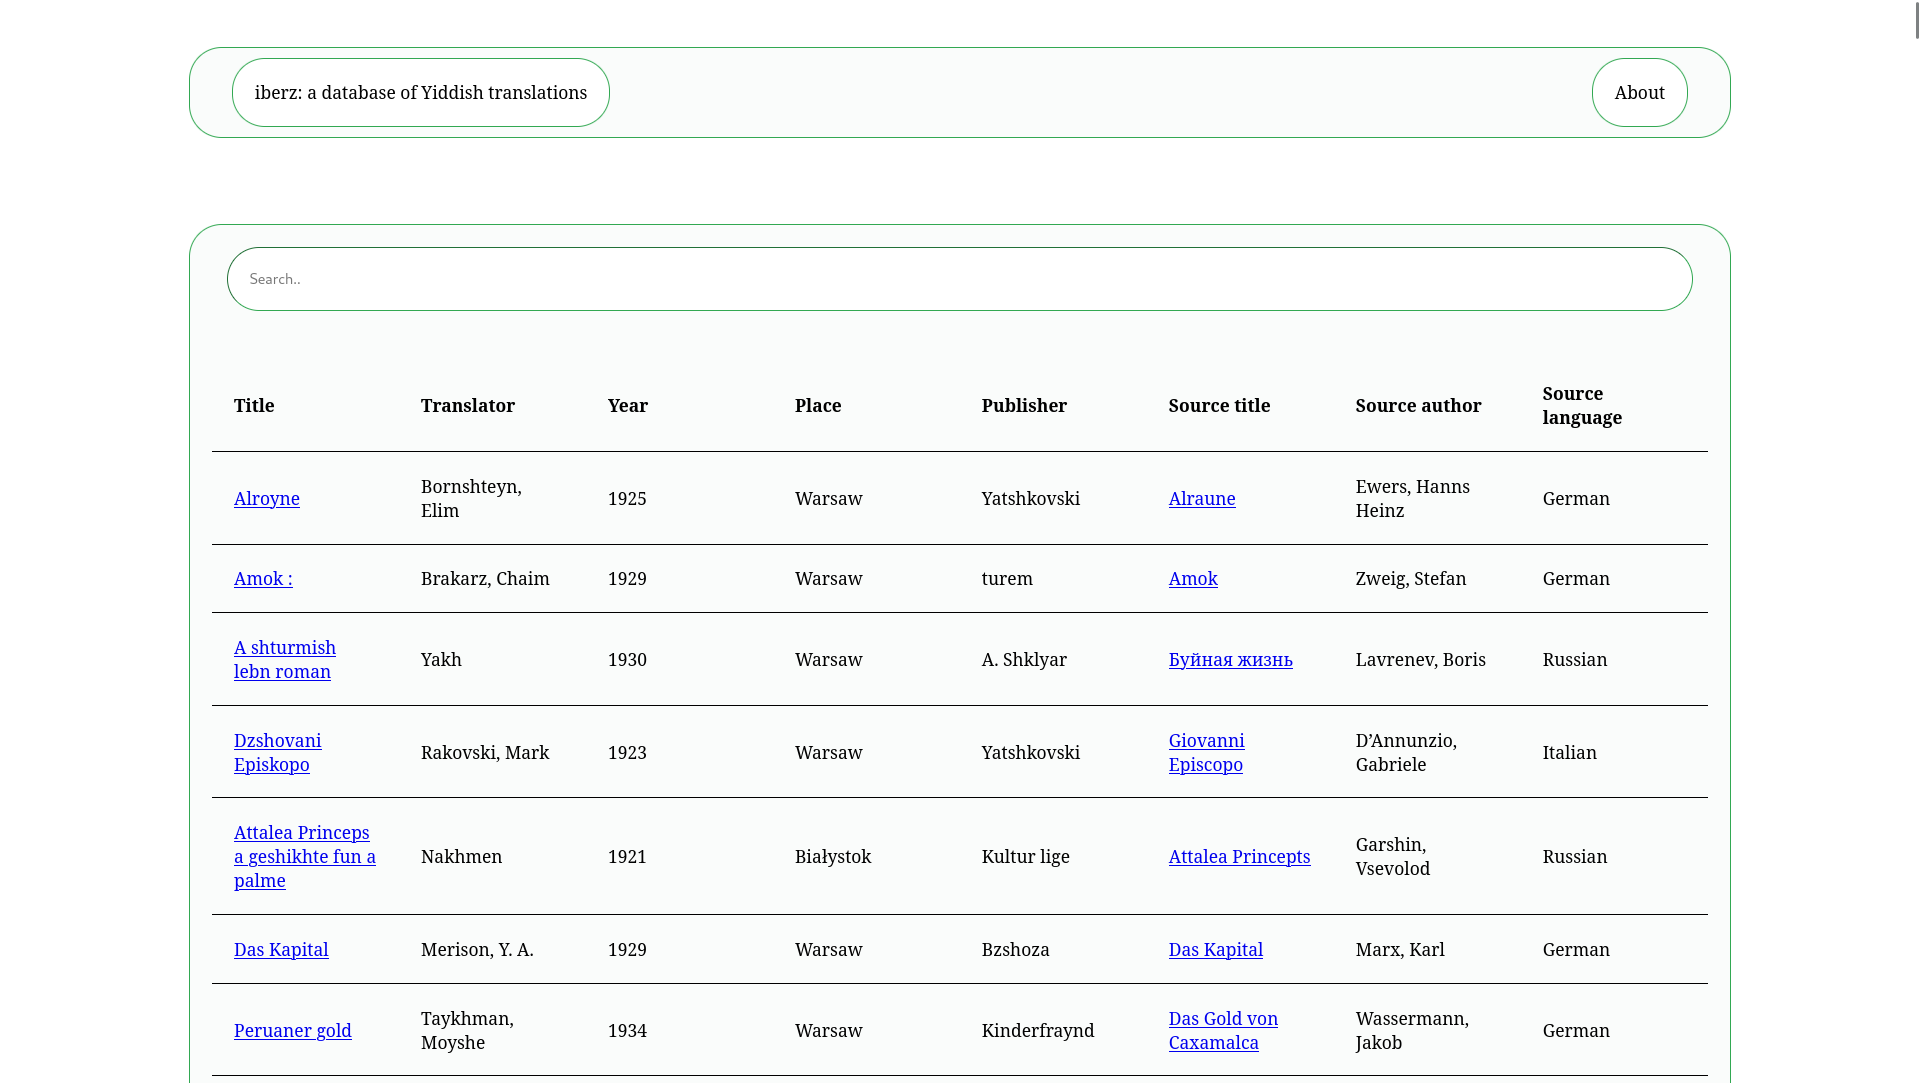 iberz: a database of Yiddish translations
About
Search..
Title Translator Year Place Publisher Source title Source author Source language
Alroyne Bornshteyn, Elim 1925 Warsaw Yatshkovski Alraune Ewers, Hanns Heinz German
Amok : Brakarz, Chaim 1929 Warsaw turem Amok Zweig, Stefan German
A shturmish lebn roman Yakh 1930 Warsaw A. Shklyar Буйная жизнь Lavrenev, Boris Russian
Dzshovani Episkopo Rakovski, Mark 1923 Warsaw Yatshkovski Giovanni Episcopo D’Annunzio, Gabriele Italian
Attalea Princeps a geshikhte fun a palme Nakhmen 1921 Białystok Kultur lige Attalea Princepts Garshin, Vsevolod Russian
Das Kapital Merison, Y. A. 1929 Warsaw Bzshoza Das Kapital Marx, Karl German
Peruaner gold Taykhman, Moyshe 1934 Warsaw Kinderfraynd Das Gold von Caxamalca Wassermann, Jakob German